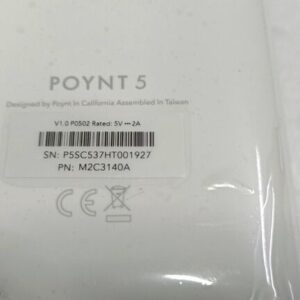 POYNT 5
Designed by Poynt in California Assembled in Taiwan
V1.0 P0502 Rated: 5V⎓2A
SN: P5SC537HT001927
PN: M2C3140A
CE